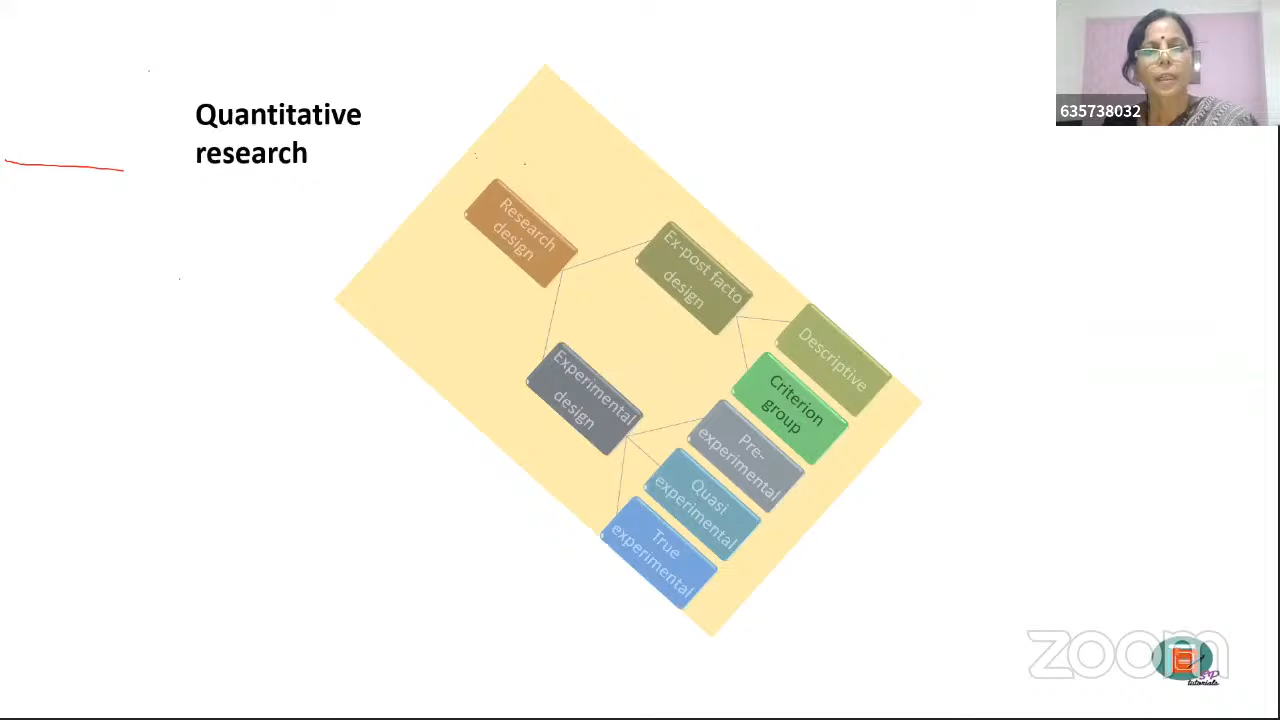 Quantitative
research
635738032
Research
design
Ex-post facto
design
Descriptive
Criterion
group
Experimental
design
Pre-
experimental
Quasi
experimental
True
experimental
zoom
tutorials